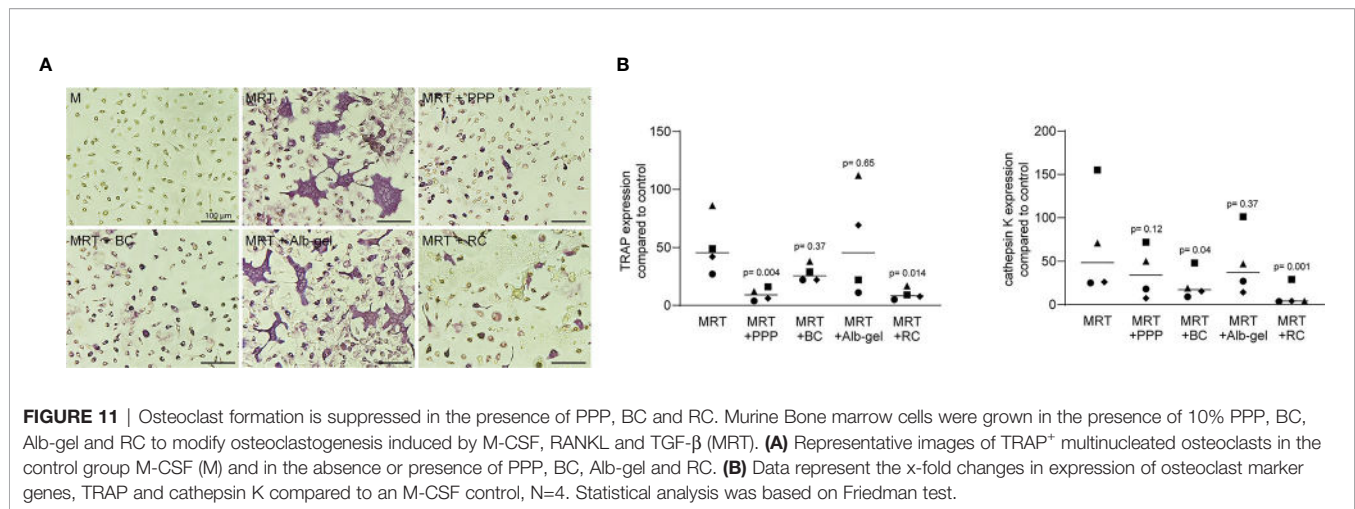 A
B
M
MRT
MRT + PPP
100 µm
MRT + BC
MRT + Alb-gel
MRT + RC
TRAP expression
compared to control
150
100
50
0
p= 0.004
p= 0.37
p= 0.65
p= 0.014
MRT
MRT
+PPP
MRT
+BC
MRT
+Alb-gel
MRT
+RC
cathepsin K expression
compared to control
200
150
100
50
0
p= 0.12
p= 0.04
p= 0.37
p= 0.001
MRT
MRT
+PPP
MRT
+BC
MRT
+Alb-gel
MRT
+RC
FIGURE 11 | Osteoclast formation is suppressed in the presence of PPP, BC and RC. Murine Bone marrow cells were grown in the presence of 10% PPP, BC,
Alb-gel and RC to modify osteoclastogenesis induced by M-CSF, RANKL and TGF-β (MRT). (A) Representative images of TRAP⁺ multinucleated osteoclasts in the
control group M-CSF (M) and in the absence or presence of PPP, BC, Alb-gel and RC. (B) Data represent the x-fold changes in expression of osteoclast marker
genes, TRAP and cathepsin K compared to an M-CSF control, N=4. Statistical analysis was based on Friedman test.